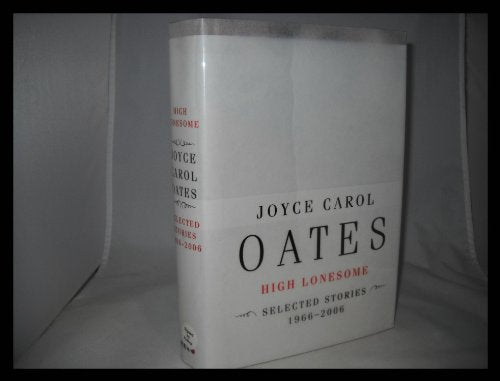 HIGH
LONESOME
JOYCE
CAROL
OATES
SELECTED
STORIES
1966–2006
JOYCE CAROL
OATES
HIGH LONESOME
SELECTED STORIES
1966–2006